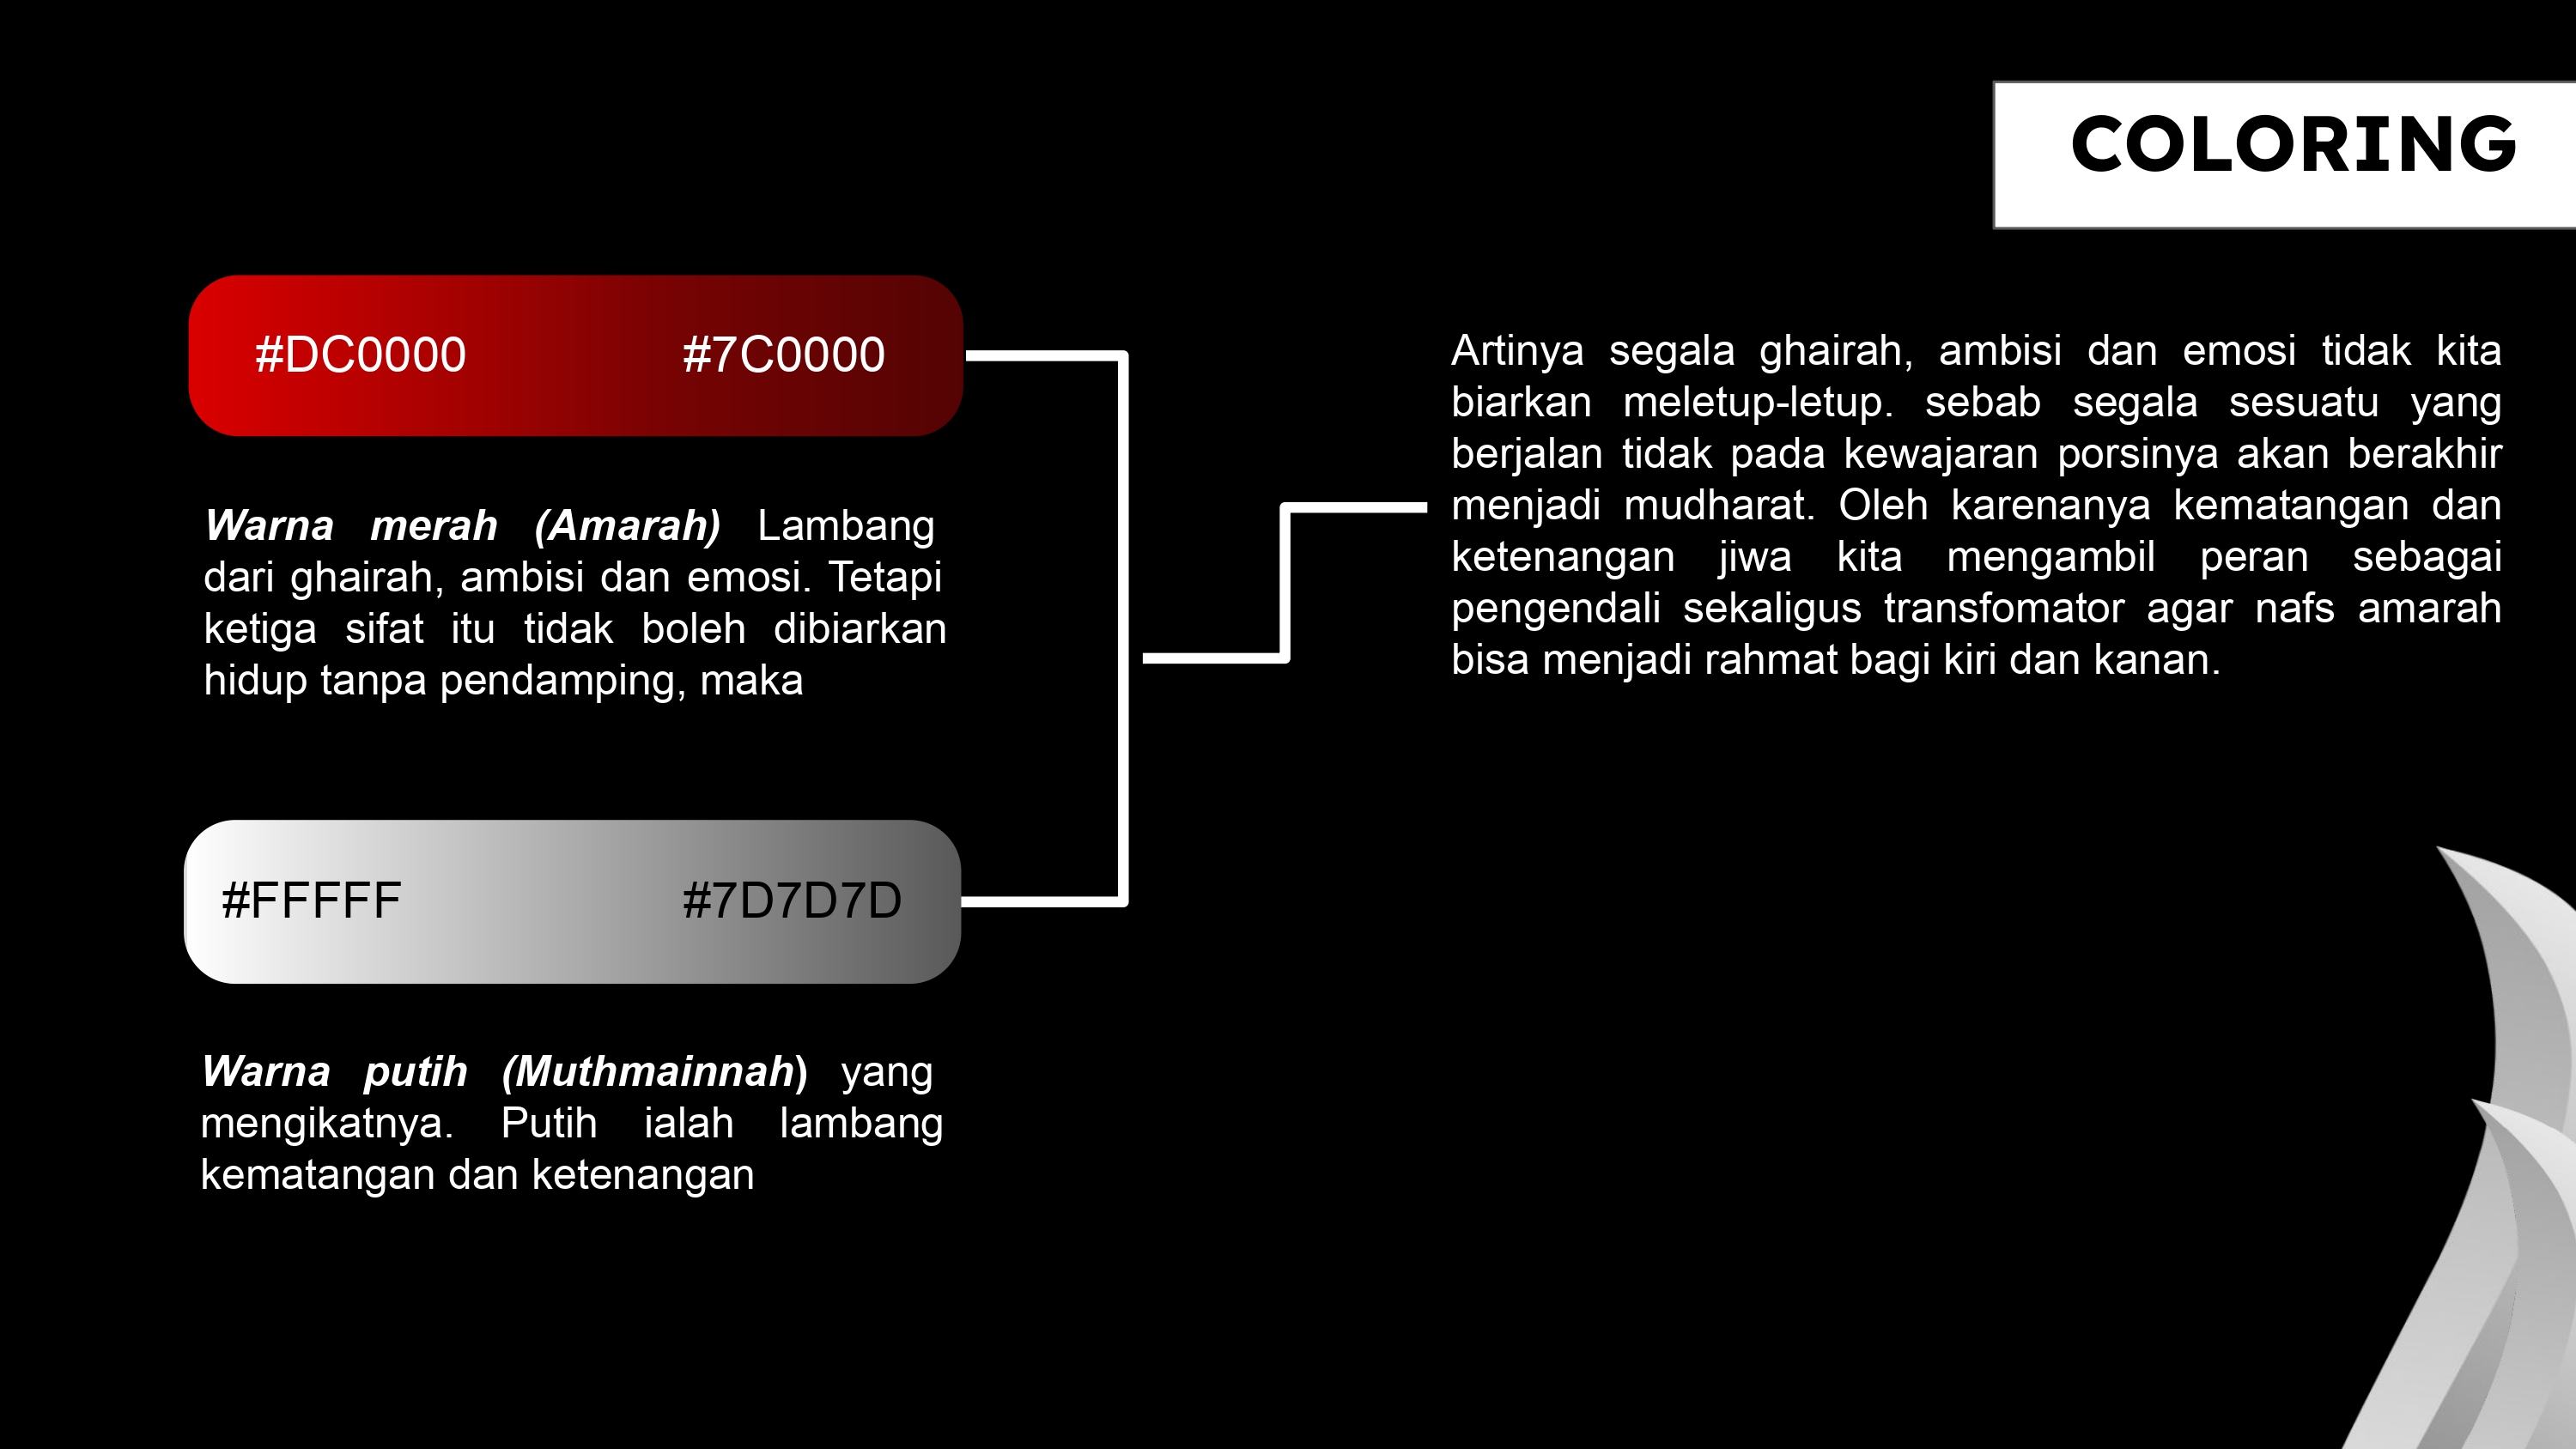 COLORING
#DC0000 #7C0000
Warna merah (Amarah) Lambang
dari ghairah, ambisi dan emosi. Tetapi
ketiga sifat itu tidak boleh dibiarkan
hidup tanpa pendamping, maka
#FFFFF #7D7D7D
Warna putih (Muthmainnah) yang
mengikatnya. Putih ialah lambang
kematangan dan ketenangan
Artinya segala ghairah, ambisi dan emosi tidak kita
biarkan meletup-letup. sebab segala sesuatu yang
berjalan tidak pada kewajaran porsinya akan berakhir
menjadi mudharat. Oleh karenanya kematangan dan
ketenangan jiwa kita mengambil peran sebagai
pengendali sekaligus transfomator agar nafs amarah
bisa menjadi rahmat bagi kiri dan kanan.